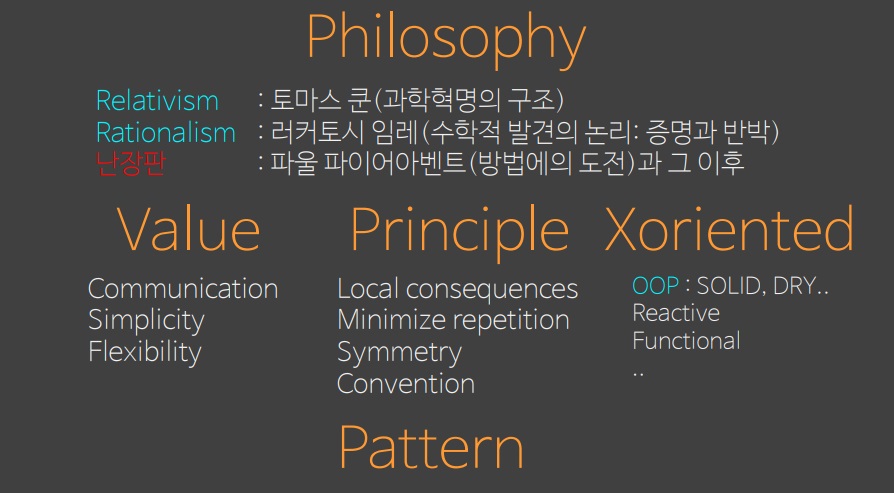 Philosophy
Relativism : 토마스 쿤(과학혁명의 구조)
Rationalism : 러커토시 임레(수학적 발견의 논리: 증명과 반박)
난장판 : 파울 파이어아벤트(방법에의 도전)과 그 이후
Value Principle Xoriented
Communication Local consequences OOP : SOLID, DRY..
Simplicity Minimize repetition Reactive
Flexibility Symmetry Functional
Convention ..
Pattern